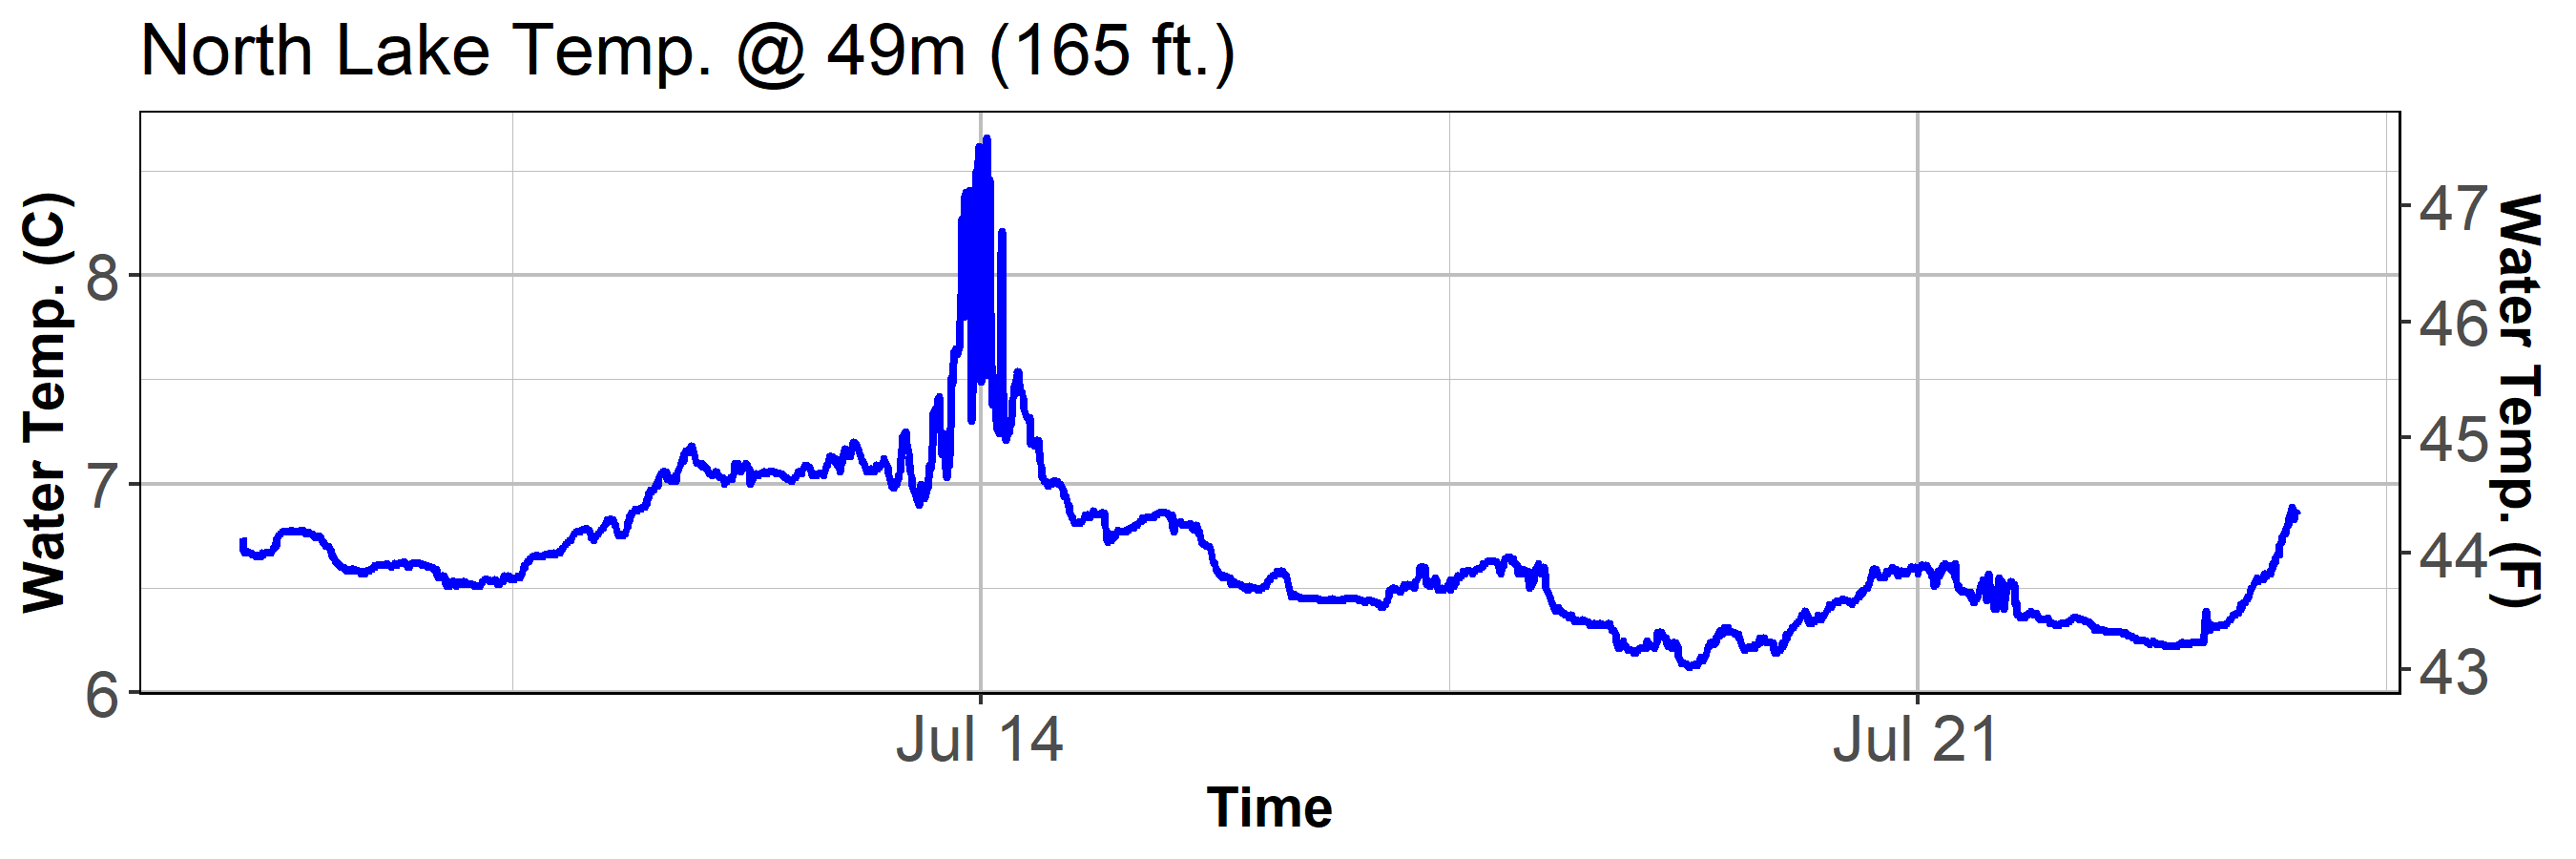 North Lake Temp. @ 49m (165 ft.)
Water Temp. (C)
8
7
6
47
46
45
44
43
Water Temp. (F)
Jul 14
Jul 21
Time